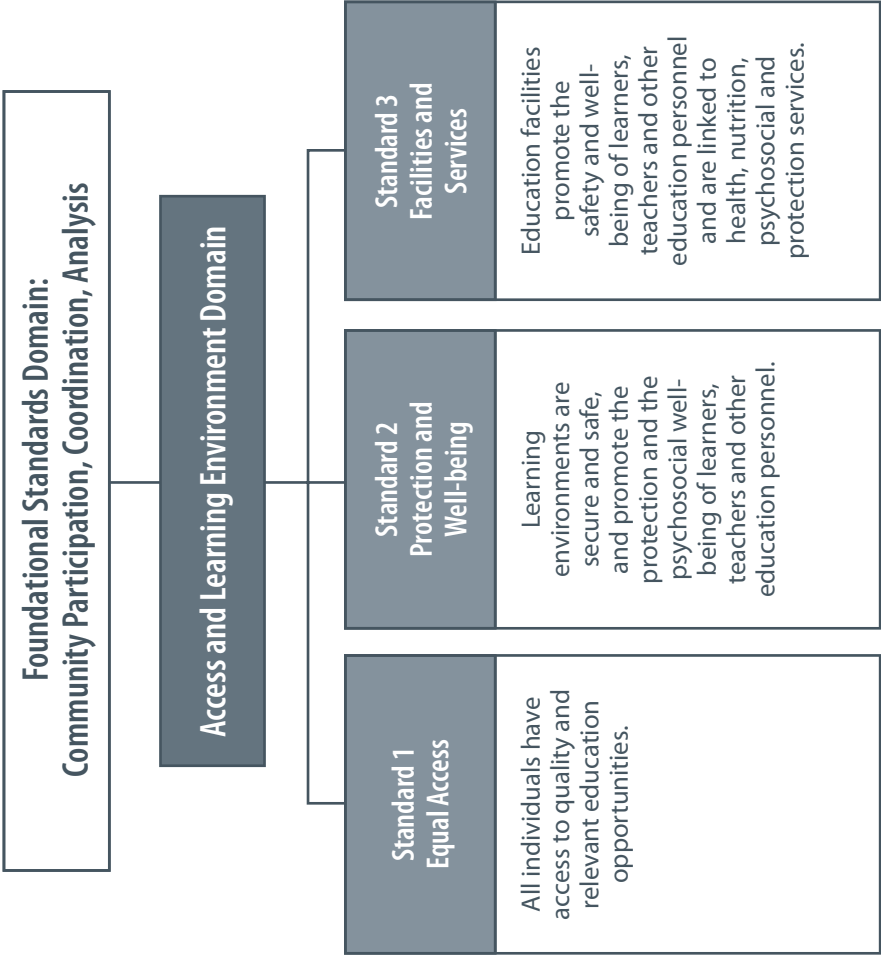 Foundational Standards Domain:
Community Participation, Coordination, Analysis
Access and Learning Environment Domain
Standard 1
Equal Access
All individuals have
access to quality and
relevant education
opportunities.
Standard 2
Protection and
Well-being
Learning
environments are
secure and safe,
and promote the
protection and the
psychosocial well-
being of learners,
teachers and other
education personnel.
Standard 3
Facilities and
Services
Education facilities
promote the
safety and well-
being of learners,
teachers and other
education personnel
and are linked to
health, nutrition,
psychosocial and
protection services.